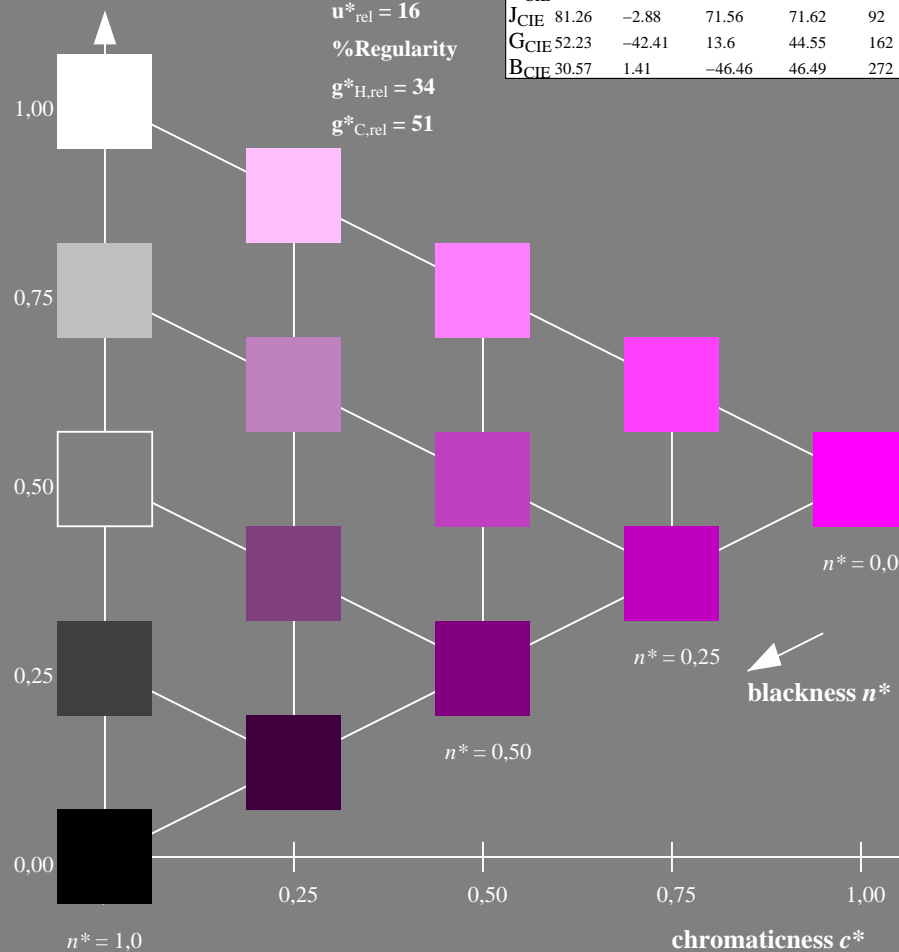 u*rel = 16
%Regularity
g*H,rel = 34
g*C,rel = 51
JCIE 81.26 −2.88 71.56 71.62 92
GCIE 52.23 −42.41 13.6 44.55 162
BCIE 30.57 1.41 −46.46 46.49 272
1,00
0,75
0,50
0,25
0,00
n* = 0,0
n* = 0,25
blackness n*
n* = 0,50
0,25 0,50 0,75 1,00
n* = 1,0
chromaticness c*